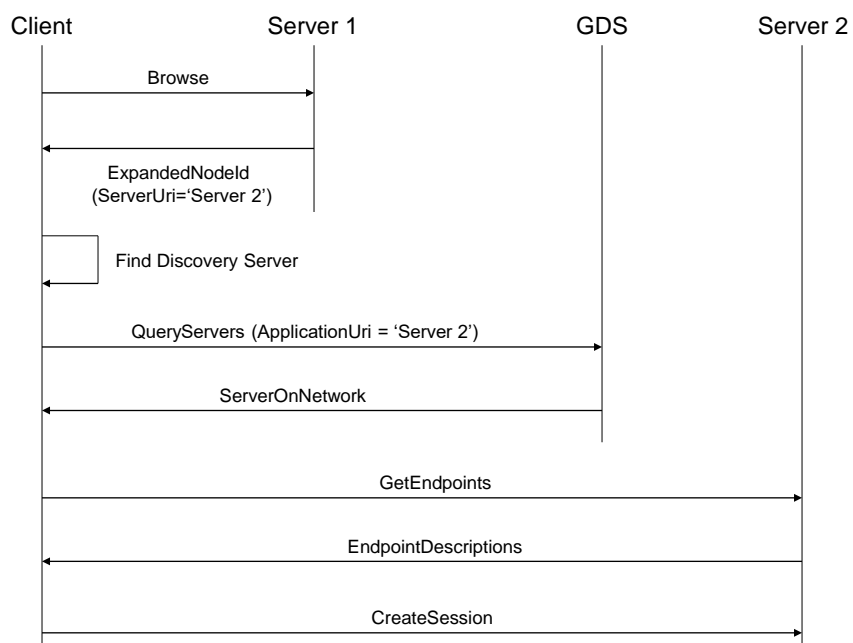 Client
Server 1
GDS
Server 2
Browse
ExpandedNodeId
(ServerUri=‘Server 2’)
Find Discovery Server
QueryServers (ApplicationUri = ‘Server 2’)
ServerOnNetwork
GetEndpoints
EndpointDescriptions
CreateSession